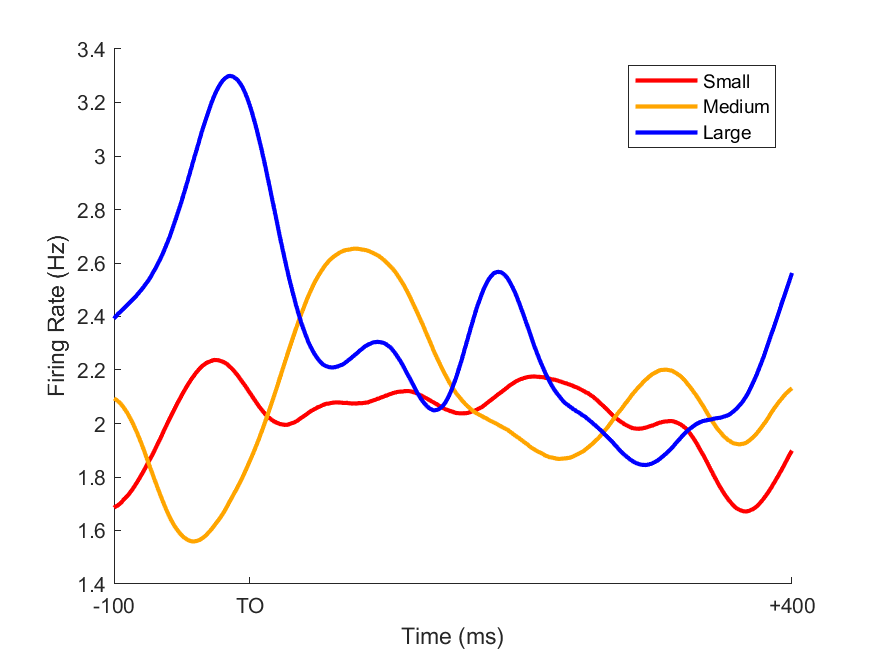 3.4
3.2
3
2.8
2.6
2.4
2.2
2
1.8
1.6
1.4
Firing Rate (Hz)
Small
Medium
Large
-100 TO +400
Time (ms)